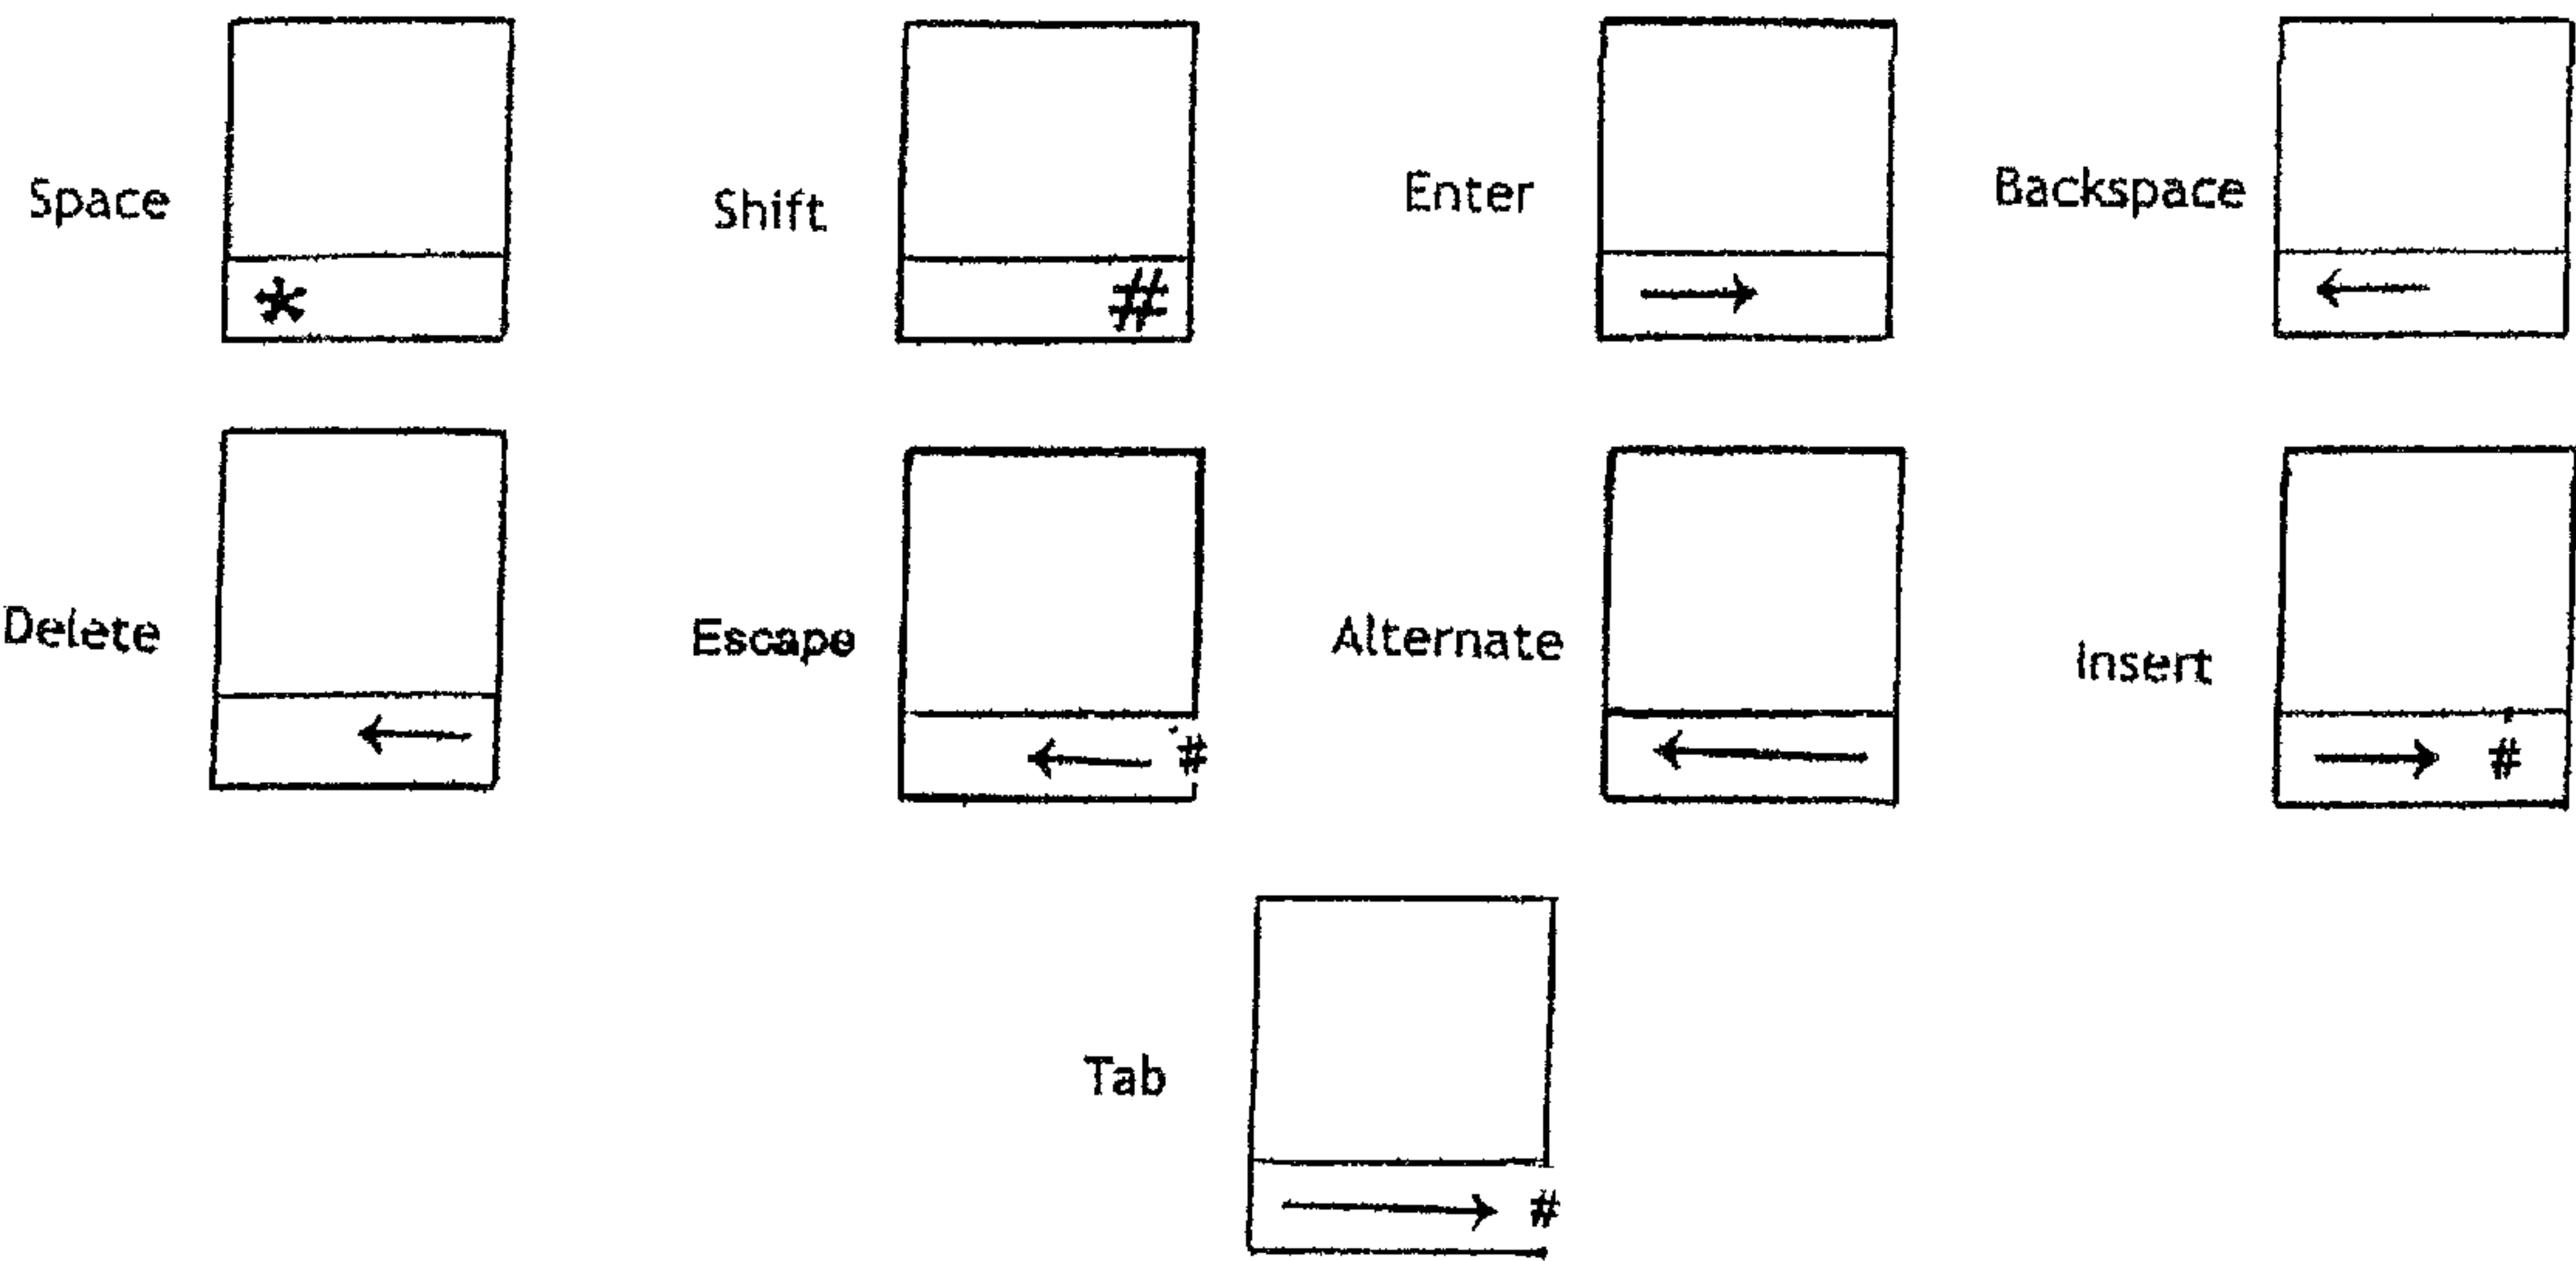 Space * Shift # Enter → Backspace ←
Delete ← Escape ← # Alternate ← Insert → #
Tab → #